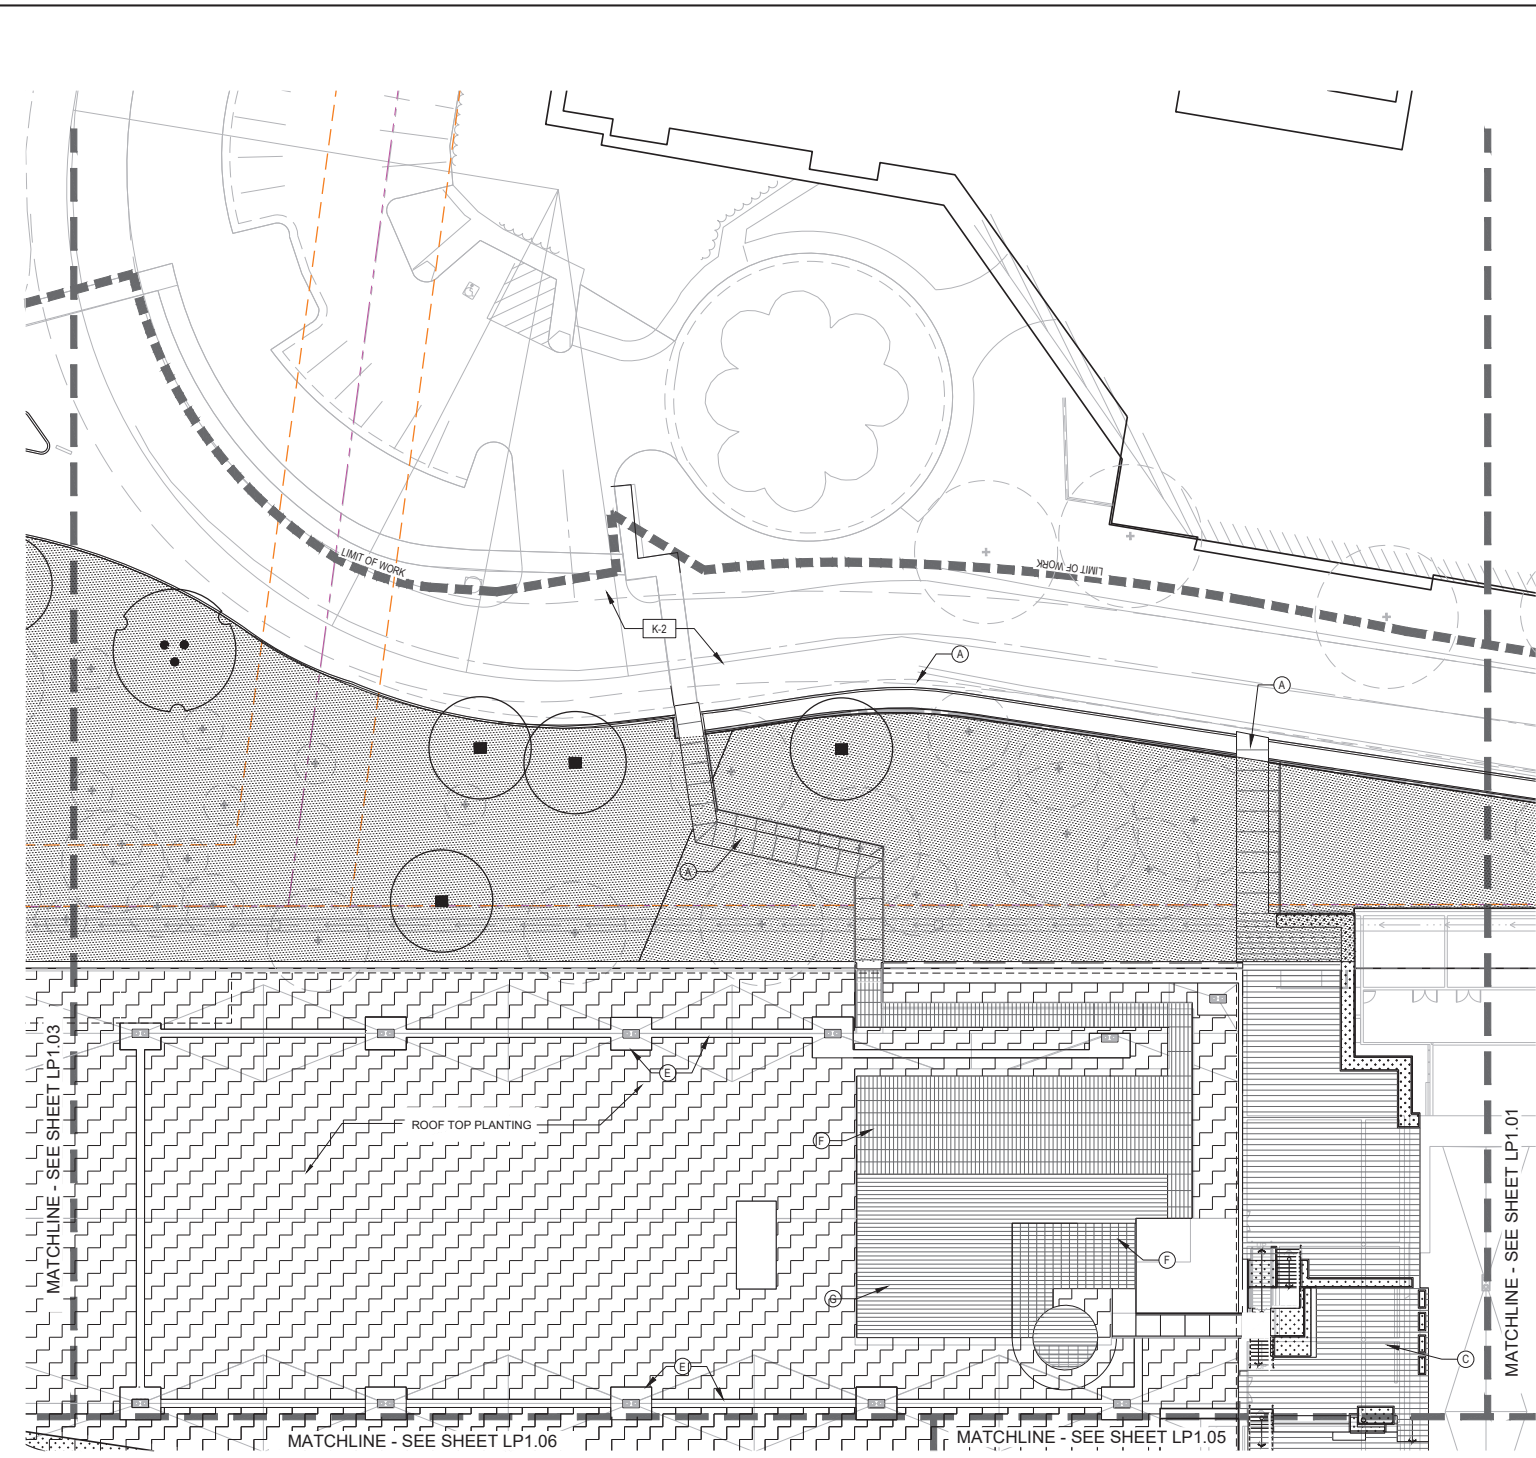 LIMIT OF WORK
LIMIT OF WORK
K-2
A
A
A
MATCHLINE - SEE SHEET LP1.03
E
ROOF TOP PLANTING
F
MATCHLINE - SEE SHEET LP1.01
F
G
E
C
MATCHLINE - SEE SHEET LP1.06
MATCHLINE - SEE SHEET LP1.05